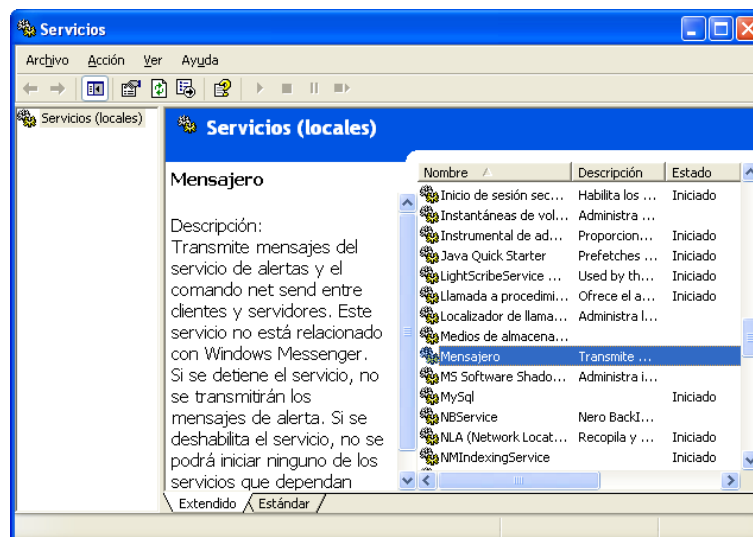 Servicios
Archivo Acción Ver Ayuda
Servicios (locales)
Servicios (locales)
Mensajero
Descripción:
Transmite mensajes del
servicio de alertas y el
comando net send entre
clientes y servidores. Este
servicio no está relacionado
con Windows Messenger.
Si se detiene el servicio, no
se transmitirán los
mensajes de alerta. Si se
deshabilita el servicio, no se
podrá iniciar ninguno de los
servicios que dependan
Nombre Descripción Estado
Inicio de sesión sec... Habilita los ... Iniciado
Instantáneas de vol... Administra ...
Instrumental de ad... Proporcion... Iniciado
Java Quick Starter Prefetches ... Iniciado
LightScribeService ... Used by th... Iniciado
Llamada a procedimi... Ofrece el a... Iniciado
Localizador de llama... Administra l...
Medios de almacena...
Mensajero Transmite ...
MS Software Shado... Administra i...
MySql Iniciado
NBService Nero BackI...
NLA (Network Locat... Recopila y ... Iniciado
NMIndexingService Iniciado
Extendido Estándar